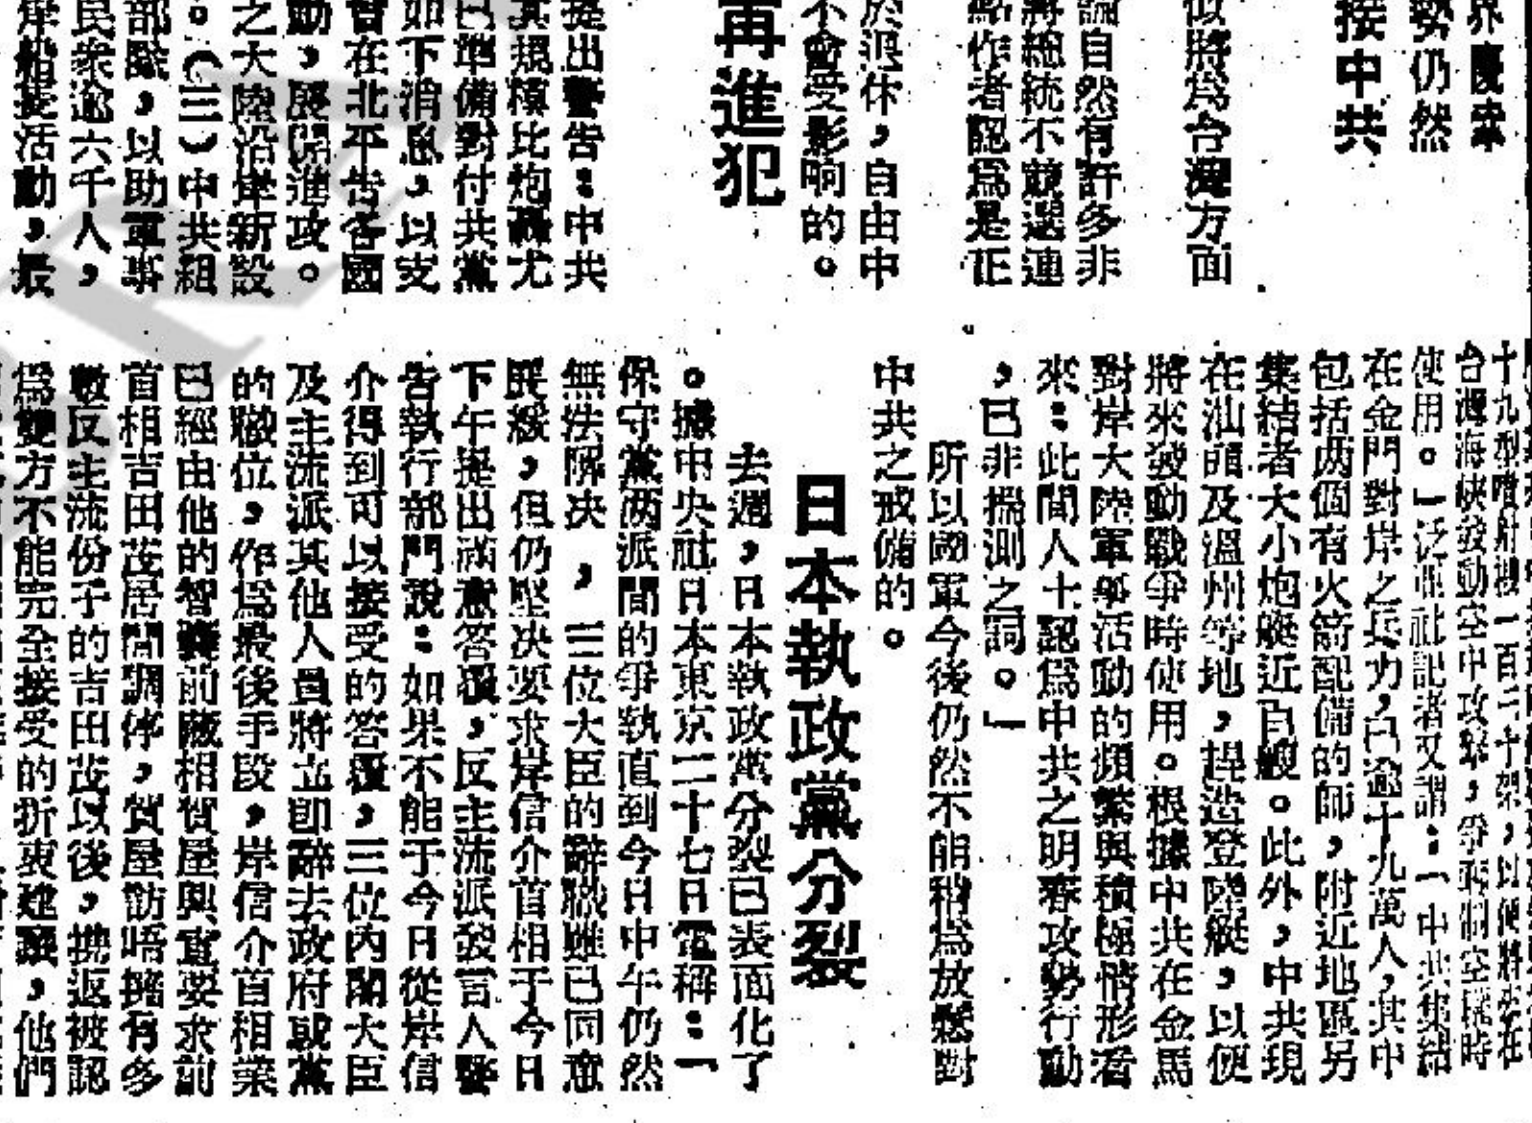 界慶幸
勢仍然
接中共
似將為台灣方面
論自然有許多非
將總統不競選連
點作者認爲是正
於退休，自由中
不會受影响的。
再進犯
提出警告：中共
其規模比炮轟尤
已準備對付共黨
如下消息，以支
曾在北平告各國
動，展開進攻。
之大陸沿岸新設
。（三）中共組
部隊，以助軍事
民衆逾六千人，
岸船隻活動，最
十九型噴射機一百二十架，以便將來在
台灣海峽發動空中攻擊，爭取制空權時
使用。」泛亞社記者又謂：「中共集結
在金門對岸之兵力，已逾十九萬人，其中
包括两個有火箭配備的師，附近地區另
集結者大小炮艇近百艘。此外，中共現
在汕頭及溫州等地，趕造登陸艇，以便
將來發動戰爭時使用。根據中共在金馬
對岸大陸軍事活動的頻繁與積極情形看
來：此間人士認爲中共之明春攻勢行動
，已非揣測之詞。」
所以國軍今後仍然不能稍爲放鬆對
中共之戒備的。
日本執政黨分裂
去週，日本執政黨分裂已表面化了
。據中央社日本東京二十七日電稱：「
保守黨两派間的爭執直到今日中午仍然
無法解决，三位大臣的辭職雖已同意
展緩，但仍堅决要求岸信介首相于今日
下午提出滿意答覆，反主流派發言人警
告執行部門說：如果不能于今日從岸信
介得到可以接受的答覆，三位內閣大臣
及主流派其他人員將立即辭去政府或黨
的職位，作爲最後手段，岸信介首相業
已經由他的智囊前藏相賀屋興宣要求前
首相吉田茂居間調停，賀屋訪晤擁有多
數反主流份子的吉田茂以後，携返被認
爲雙方不能完全接受的折衷建議，他們